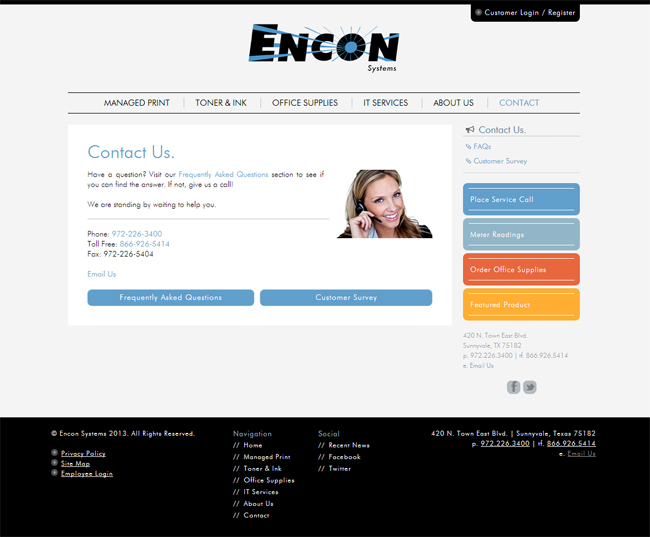 Customer Login / Register
ENCON
Systems
MANAGED PRINT
TONER & INK
OFFICE SUPPLIES
IT SERVICES
ABOUT US
CONTACT
Contact Us.
Have a question? Visit our Frequently Asked Questions section to see if
you can find the answer. If not, give us a call!
We are standing by waiting to help you.
Phone: 972-226-3400
Toll Free: 866-926-5414
Fax: 972-226-5404
Email Us
Frequently Asked Questions
Customer Survey
Contact Us.
FAQs
Customer Survey
Place Service Call
Meter Readings
Order Office Supplies
Featured Product
420 N. Town East Blvd.
Sunnyvale, TX 75182
p. 972.226.3400 | tf. 866.926.5414
e. Email Us
© Encon Systems 2013. All Rights Reserved.
Privacy Policy
Site Map
Employee Login
Navigation
// Home
// Managed Print
// Toner & Ink
// Office Supplies
// IT Services
// About Us
// Contact
Social
// Recent News
// Facebook
// Twitter
420 N. Town East Blvd. | Sunnyvale, Texas 75182
p. 972.226.3400 | tf. 866.926.5414
e. Email Us